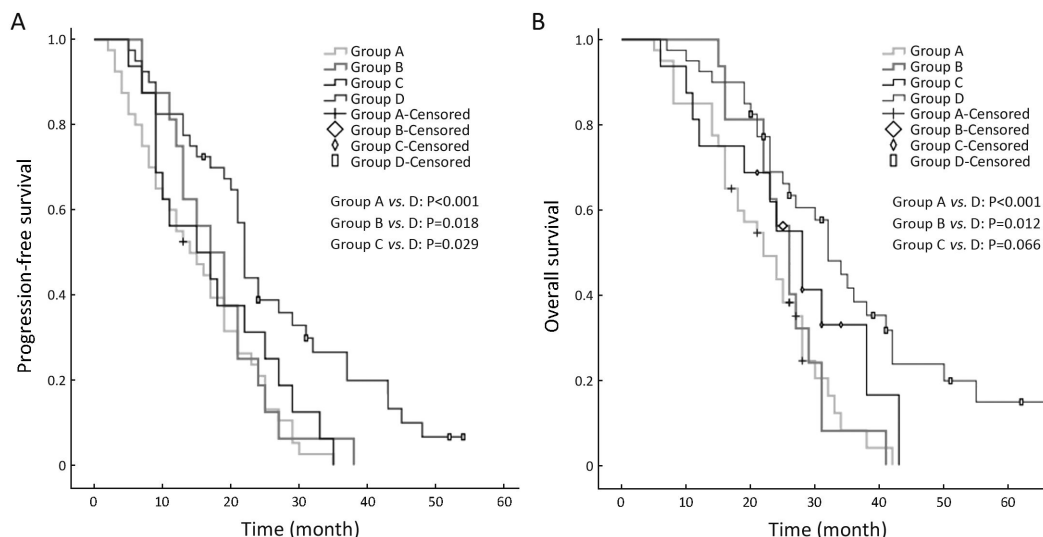 A
Progression-free survival
1.0
0.8
0.6
0.4
0.2
0
0 10 20 30 40 50 60
Time (month)
Group A
Group B
Group C
Group D
Group A-Censored
Group B-Censored
Group C-Censored
Group D-Censored
Group A vs. D: P<0.001
Group B vs. D: P=0.018
Group C vs. D: P=0.029
B
Overall survival
1.0
0.8
0.6
0.4
0.2
0
0 10 20 30 40 50 60
Time (month)
Group A
Group B
Group C
Group D
Group A-Censored
Group B-Censored
Group C-Censored
Group D-Censored
Group A vs. D: P<0.001
Group B vs. D: P=0.012
Group C vs. D: P=0.066